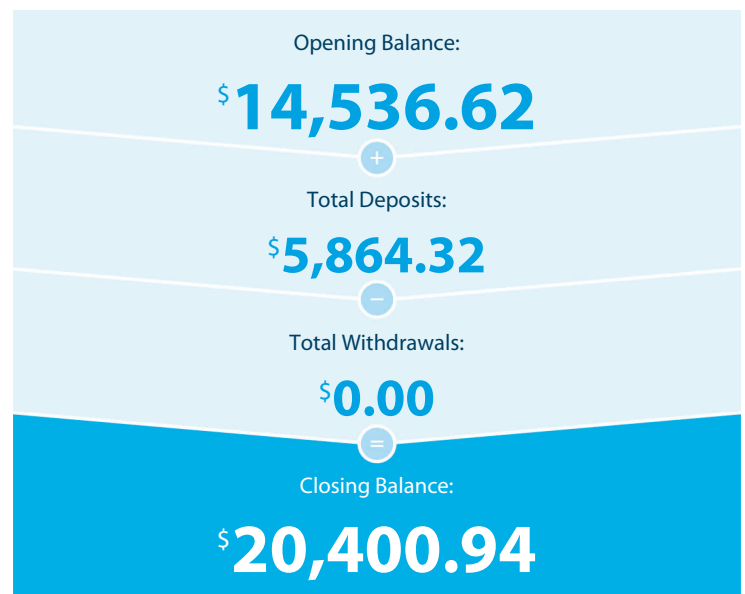 Opening Balance:
$14,536.62
+
Total Deposits:
$5,864.32
−
Total Withdrawals:
$0.00
=
Closing Balance:
$20,400.94